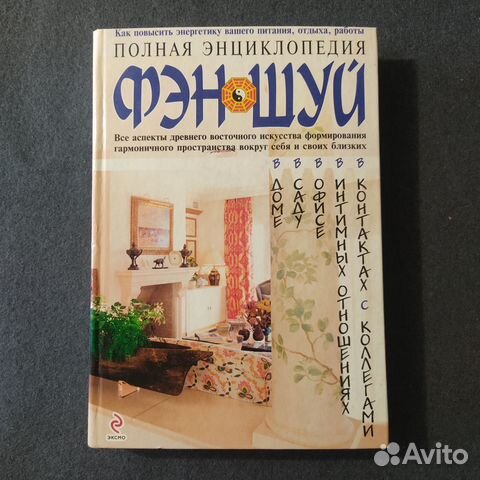 Как повысить энергетику вашего питания, отдыха, работы
ПОЛНАЯ ЭНЦИКЛОПЕДИЯ
ФЭН ШУЙ
Все аспекты древнего восточного искусства формирования
гармоничного пространства вокруг себя и своих близких
В ДОМЕ
В САДУ
В ОФИСЕ
В ИНТИМНЫХ ОТНОШЕНИЯХ
В КОНТАКТАХ С КОЛЛЕГАМИ
ЭКСМО
Avito